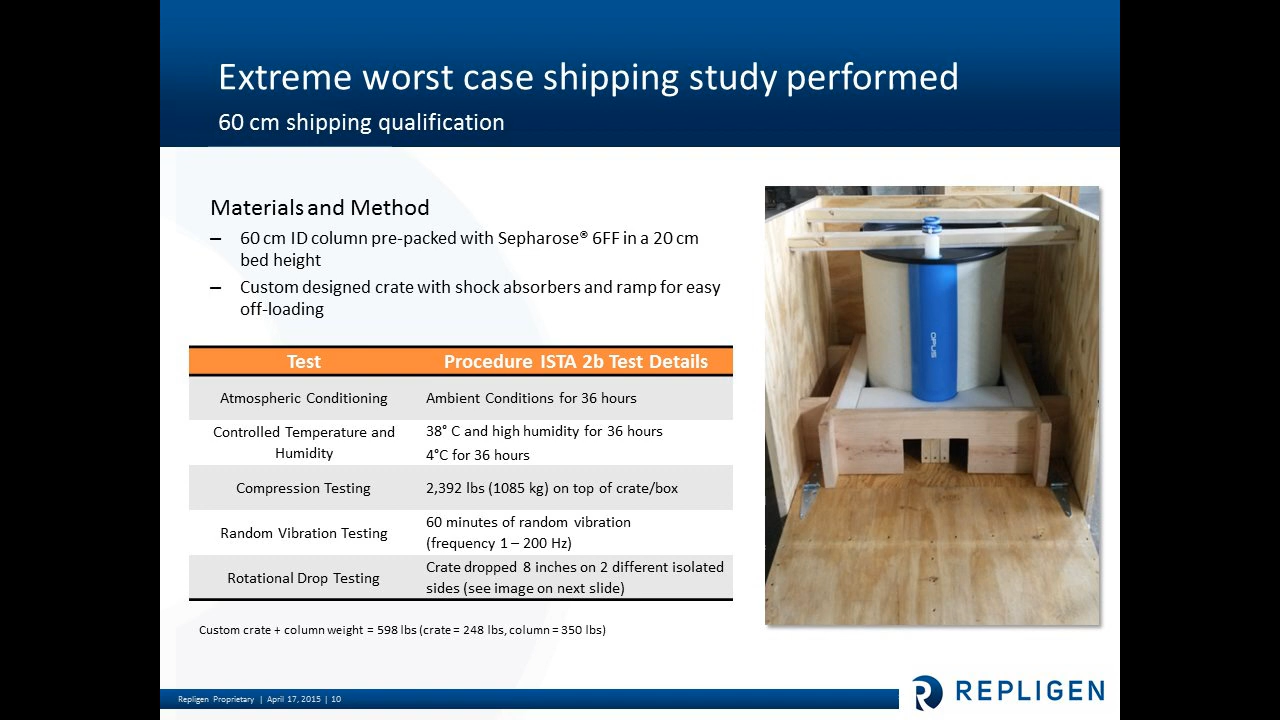 Extreme worst case shipping study performed
60 cm shipping qualification
Materials and Method
– 60 cm ID column pre-packed with Sepharose® 6FF in a 20 cm
bed height
– Custom designed crate with shock absorbers and ramp for easy
off-loading
Test Procedure ISTA 2b Test Details
Atmospheric Conditioning Ambient Conditions for 36 hours
Controlled Temperature and
Humidity
38° C and high humidity for 36 hours
4°C for 36 hours
Compression Testing 2,392 lbs (1085 kg) on top of crate/box
Random Vibration Testing
60 minutes of random vibration
(frequency 1 – 200 Hz)
Rotational Drop Testing
Crate dropped 8 inches on 2 different isolated
sides (see image on next slide)
Custom crate + column weight = 598 lbs (crate = 248 lbs, column = 350 lbs)
OPUS
Repligen Proprietary | April 17, 2015 | 10
REPLIGEN